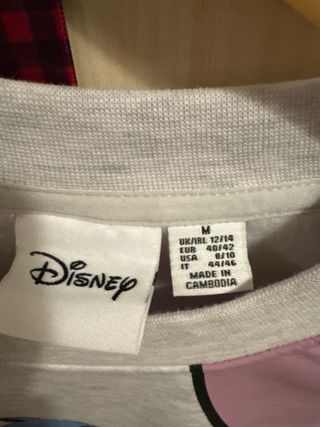 Disney
M
UK/IRL 12/14
EUR 40/42
USA 8/10
IT 44/46
MADE IN
CAMBODIA